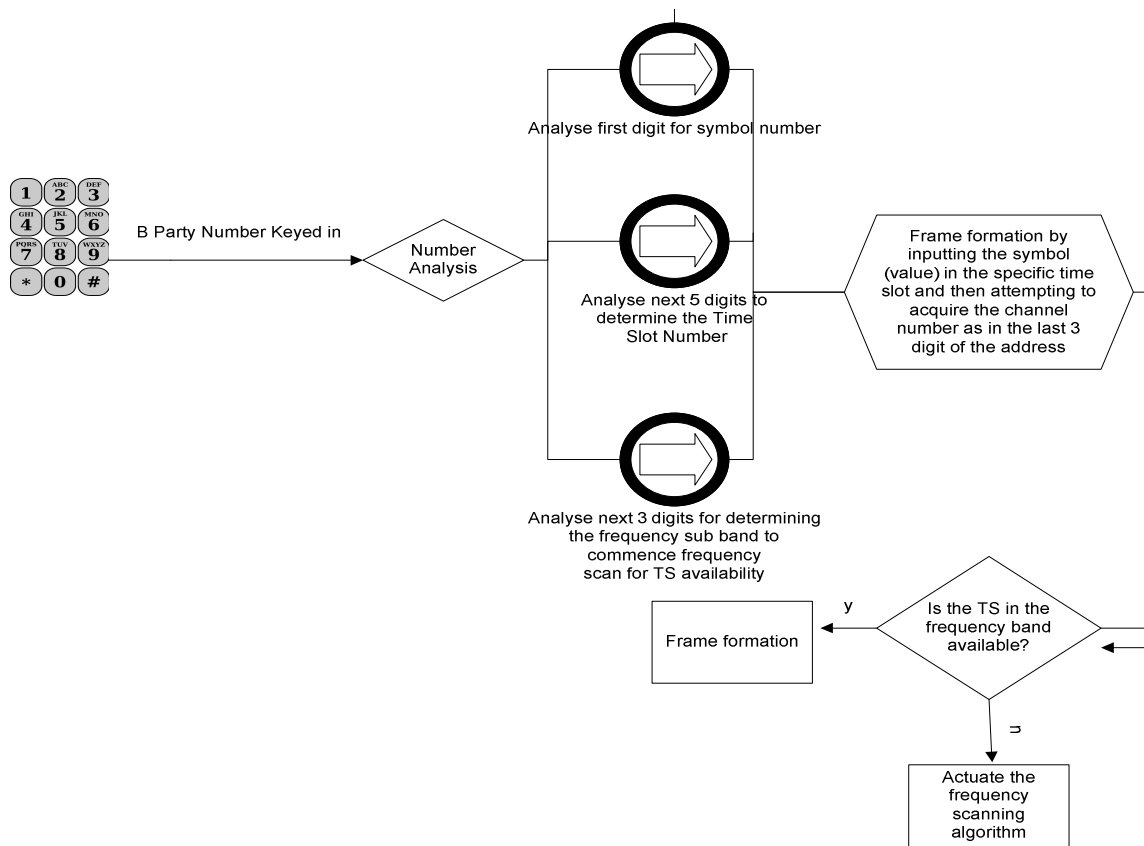 Analyse first digit for symbol number
1 ABC 2 DEF 3
GHI 4 JKL 5 MNO 6
PQRS 7 TUV 8 WXYZ 9
* 0 #
B Party Number Keyed in
Number
Analysis
Analyse next 5 digits to
determine the Time
Slot Number
Frame formation by
inputting the symbol
(value) in the specific time
slot and then attempting to
acquire the channel
number as in the last 3
digit of the address
Analyse next 3 digits for determining
the frequency sub band to
commence frequency
scan for TS availability
Is the TS in the
frequency band
available?
y
Frame formation
n
Actuate the
frequency
scanning
algorithm